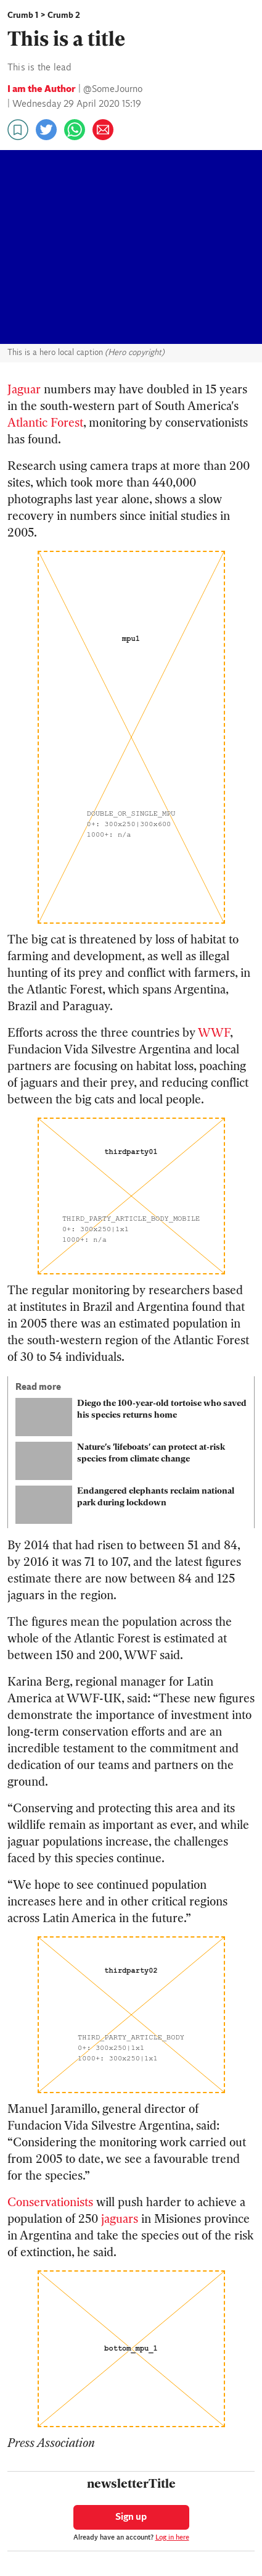 Crumb 1 > Crumb 2
This is a title
This is the lead
I am the Author | @SomeJourno
| Wednesday 29 April 2020 15:19
This is a hero local caption (Hero copyright)
Jaguar numbers may have doubled in 15 years
in the south-western part of South America's
Atlantic Forest, monitoring by conservationists
has found.
Research using camera traps at more than 200
sites, which took more than 440,000
photographs last year alone, shows a slow
recovery in numbers since initial studies in
2005.
mpu1
DOUBLE_OR_SINGLE_MPU
0+: 300x250|300x600
1000+: n/a
The big cat is threatened by loss of habitat to
farming and development, as well as illegal
hunting of its prey and conflict with farmers, in
the Atlantic Forest, which spans Argentina,
Brazil and Paraguay.
Efforts across the three countries by WWF,
Fundacion Vida Silvestre Argentina and local
partners are focusing on habitat loss, poaching
of jaguars and their prey, and reducing conflict
between the big cats and local people.
thirdparty01
THIRD_PARTY_ARTICLE_BODY_MOBILE
0+: 300x250|1x1
1000+: n/a
The regular monitoring by researchers based
at institutes in Brazil and Argentina found that
in 2005 there was an estimated population in
the south-western region of the Atlantic Forest
of 30 to 54 individuals.
Read more
Diego the 100-year-old tortoise who saved
his species returns home
Nature's 'lifeboats' can protect at-risk
species from climate change
Endangered elephants reclaim national
park during lockdown
By 2014 that had risen to between 51 and 84,
by 2016 it was 71 to 107, and the latest figures
estimate there are now between 84 and 125
jaguars in the region.
The figures mean the population across the
whole of the Atlantic Forest is estimated at
between 150 and 200, WWF said.
Karina Berg, regional manager for Latin
America at WWF-UK, said: “These new figures
demonstrate the importance of investment into
long-term conservation efforts and are an
incredible testament to the commitment and
dedication of our teams and partners on the
ground.
“Conserving and protecting this area and its
wildlife remain as important as ever, and while
jaguar populations increase, the challenges
faced by this species continue.
“We hope to see continued population
increases here and in other critical regions
across Latin America in the future.”
thirdparty02
THIRD_PARTY_ARTICLE_BODY
0+: 300x250|1x1
1000+: 300x250|1x1
Manuel Jaramillo, general director of
Fundacion Vida Silvestre Argentina, said:
“Considering the monitoring work carried out
from 2005 to date, we see a favourable trend
for the species.”
Conservationists will push harder to achieve a
population of 250 jaguars in Misiones province
in Argentina and take the species out of the risk
of extinction, he said.
bottom_mpu_1
Press Association
newsletterTitle
Sign up
Already have an account? Log in here